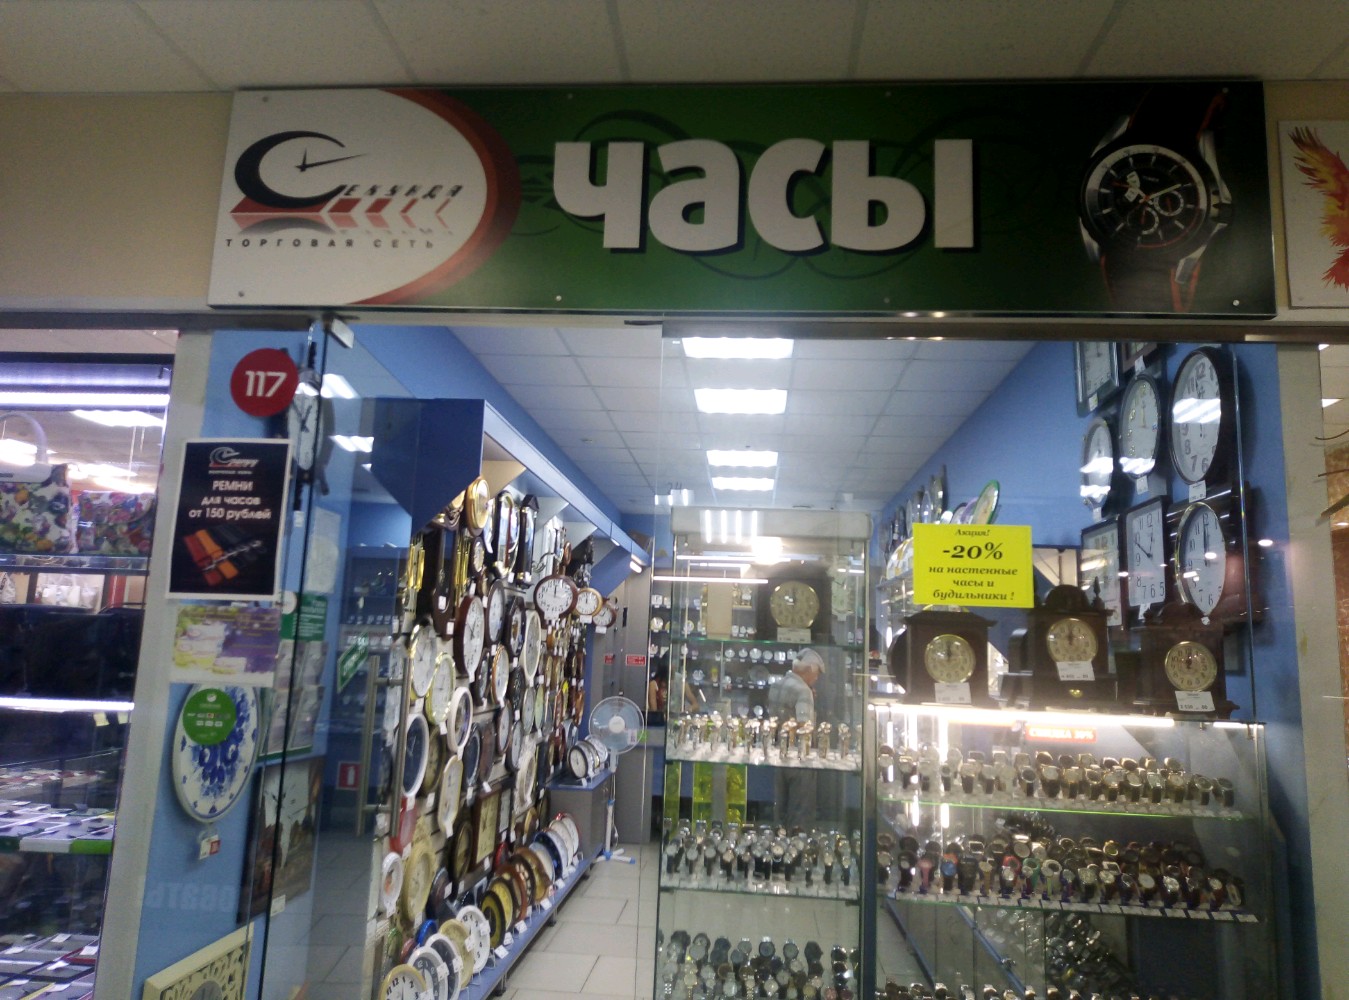 Секунда
ТОРГОВАЯ СЕТЬ
часы
117
РЕМНИ
для часов
от 150 рублей
Акция!
-20%
на настенные
часы и
будильники !